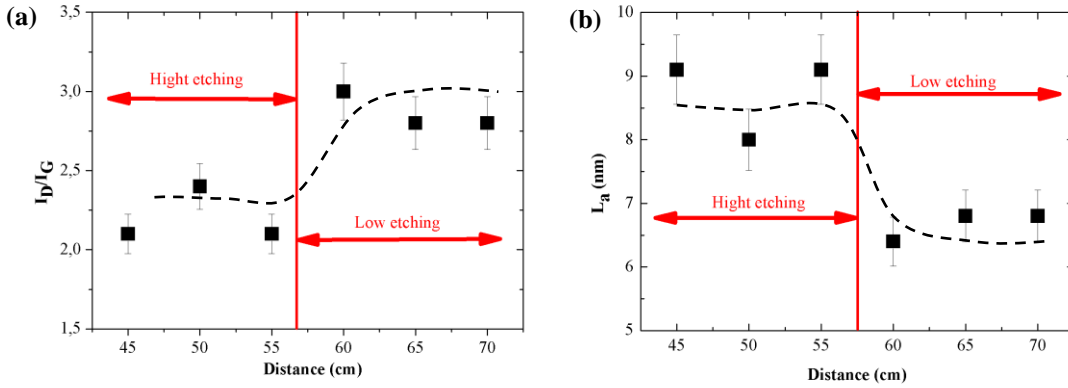 (a)
3,5
3,0
2,5
2,0
1,5
I_D/I_G
Hight etching
Low etching
45 50 55 60 65 70
Distance (cm)
(b)
10
9
8
7
6
5
L_a (nm)
Low etching
Hight etching
45 50 55 60 65 70
Distance (cm)